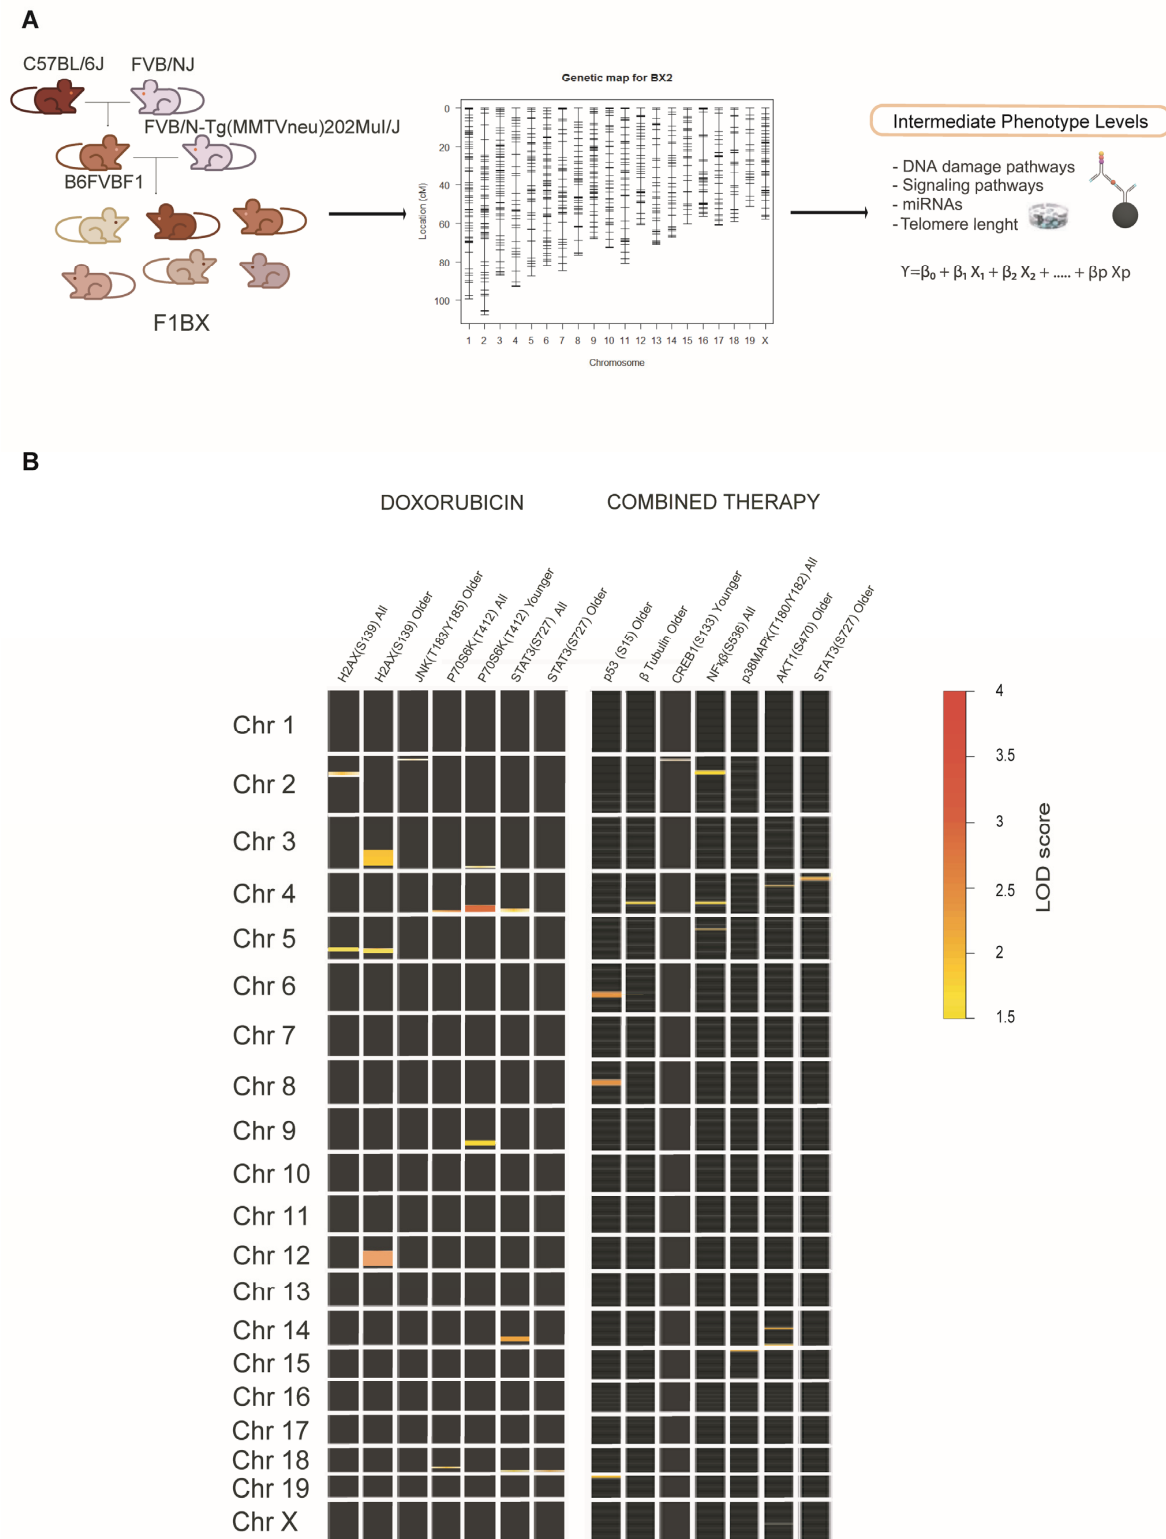 A
C57BL/6J FVB/NJ
FVB/N-Tg(MMTVneu)202Mul/J
B6FVBF1
F1BX
Genetic map for BX2
Location (cM)
0
20
40
60
80
100
1 2 3 4 5 6 7 8 9 10 11 12 13 14 15 16 17 18 19 X
Chromosome
Intermediate Phenotype Levels
- DNA damage pathways
- Signaling pathways
- miRNAs
- Telomere lenght
Y=β₀ + β₁ X₁ + β₂ X₂ + ..... + βp Xp
B
DOXORUBICIN COMBINED THERAPY
H2AX(S139) All
H2AX(S139) Older
JNK(T183/Y185) Older
P70S6K(T412) All
P70S6K(T412) Younger
STAT3(S727) All
STAT3(S727) Older
p53 (S15) Older
β Tubulin Older
CREB1(S133) Younger
NFκβ(S536) All
p38MAPK(T180/Y182) All
AKT1(S470) Older
STAT3(S727) Older
Chr 1
Chr 2
Chr 3
Chr 4
Chr 5
Chr 6
Chr 7
Chr 8
Chr 9
Chr 10
Chr 11
Chr 12
Chr 13
Chr 14
Chr 15
Chr 16
Chr 17
Chr 18
Chr 19
Chr X
4
3.5
3
2.5
2
1.5
LOD score